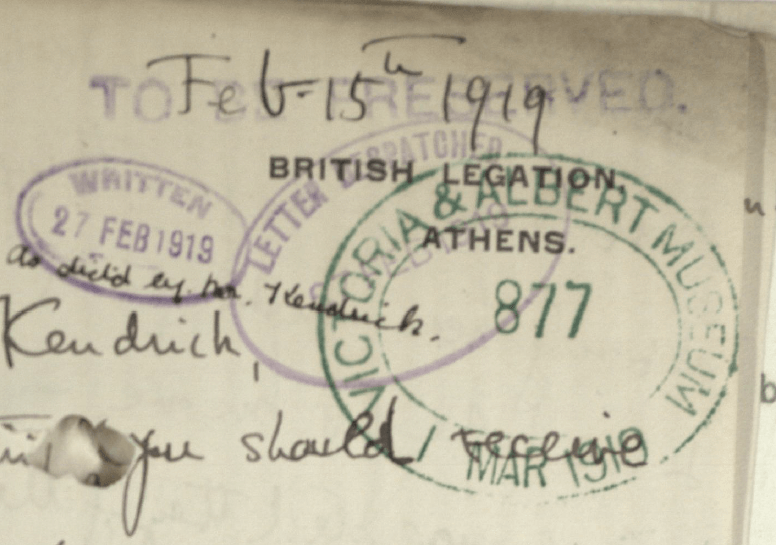 TO BE PRESERVED.
Feb-15th 1919
BRITISH LEGATION,
ATHENS.
LETTER DESPATCHED
WRITTEN
27 FEB 1919
VICTORIA & ALBERT MUSEUM
877
1 MAR 1919
as dictd by Mr. Kendrick.
Kendrick,
you should receive